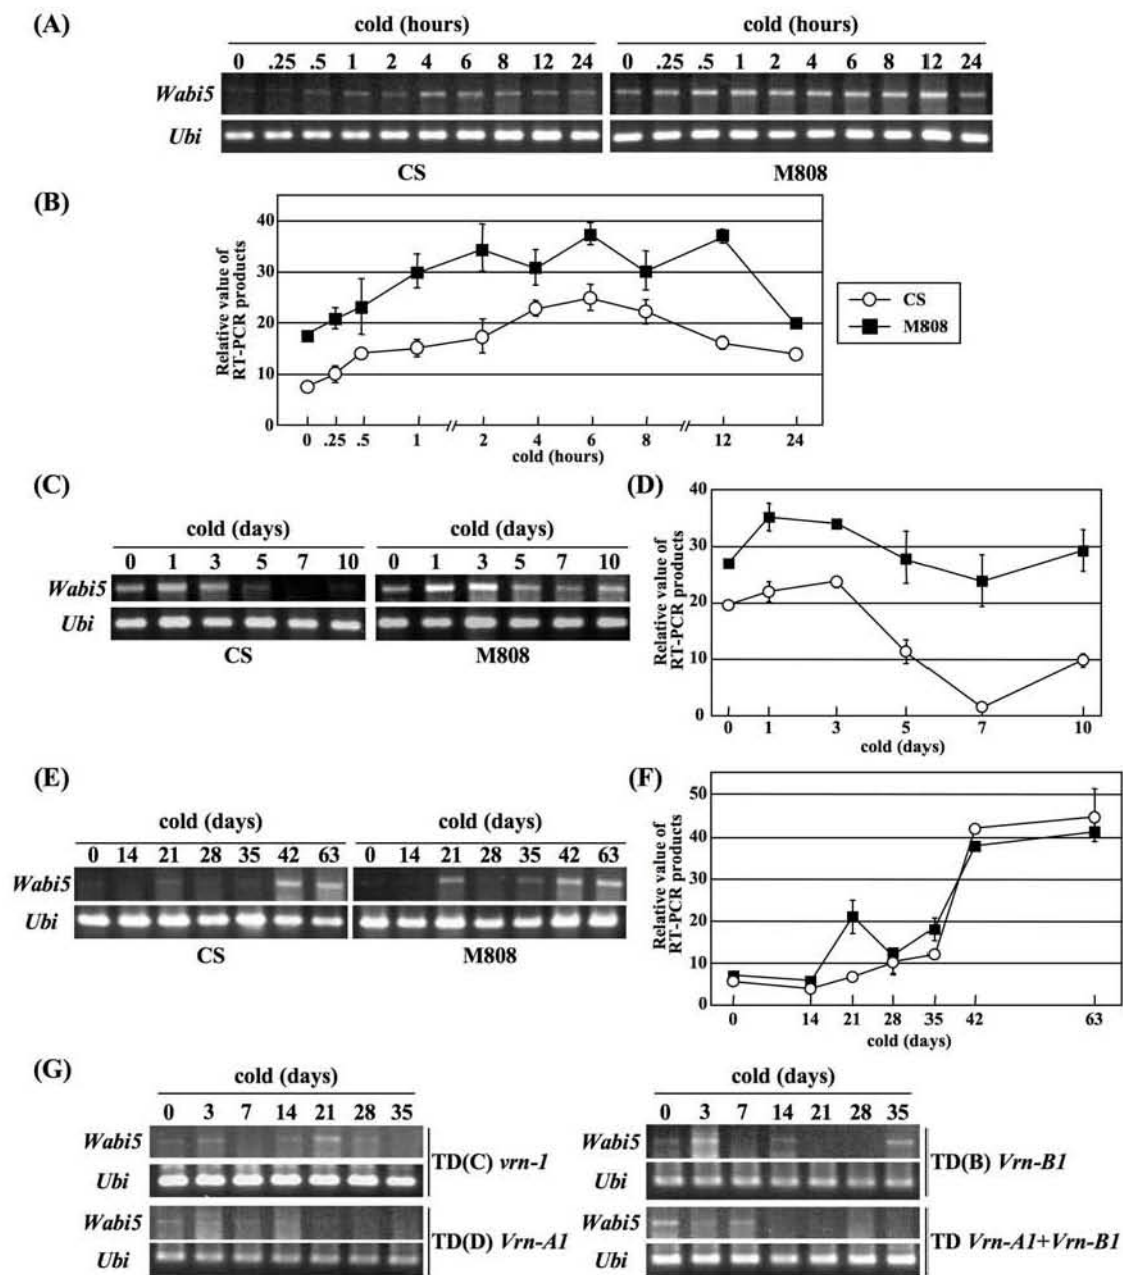 (A)
cold (hours) cold (hours)
0 .25 .5 1 2 4 6 8 12 24 0 .25 .5 1 2 4 6 8 12 24
Wabi5
Ubi
CS M808
(B)
Relative value of
RT-PCR products
40
30
20
10
0
0 .25 .5 1 2 4 6 8 12 24
cold (hours)
CS
M808
(C)
cold (days) cold (days)
0 1 3 5 7 10 0 1 3 5 7 10
Wabi5
Ubi
CS M808
(D)
Relative value of
RT-PCR products
40
30
20
10
0
0 1 3 5 7 10
cold (days)
(E)
cold (days) cold (days)
0 14 21 28 35 42 63 0 14 21 28 35 42 63
Wabi5
Ubi
CS M808
(F)
Relative value of
RT-PCR products
50
40
30
20
10
0
0 14 21 28 35 42 63
cold (days)
(G)
cold (days) cold (days)
0 3 7 14 21 28 35 0 3 7 14 21 28 35
Wabi5 Wabi5
TD(C) vrn-1 TD(B) Vrn-B1
Ubi Ubi
Wabi5 Wabi5
TD(D) Vrn-A1 TD Vrn-A1+Vrn-B1
Ubi Ubi